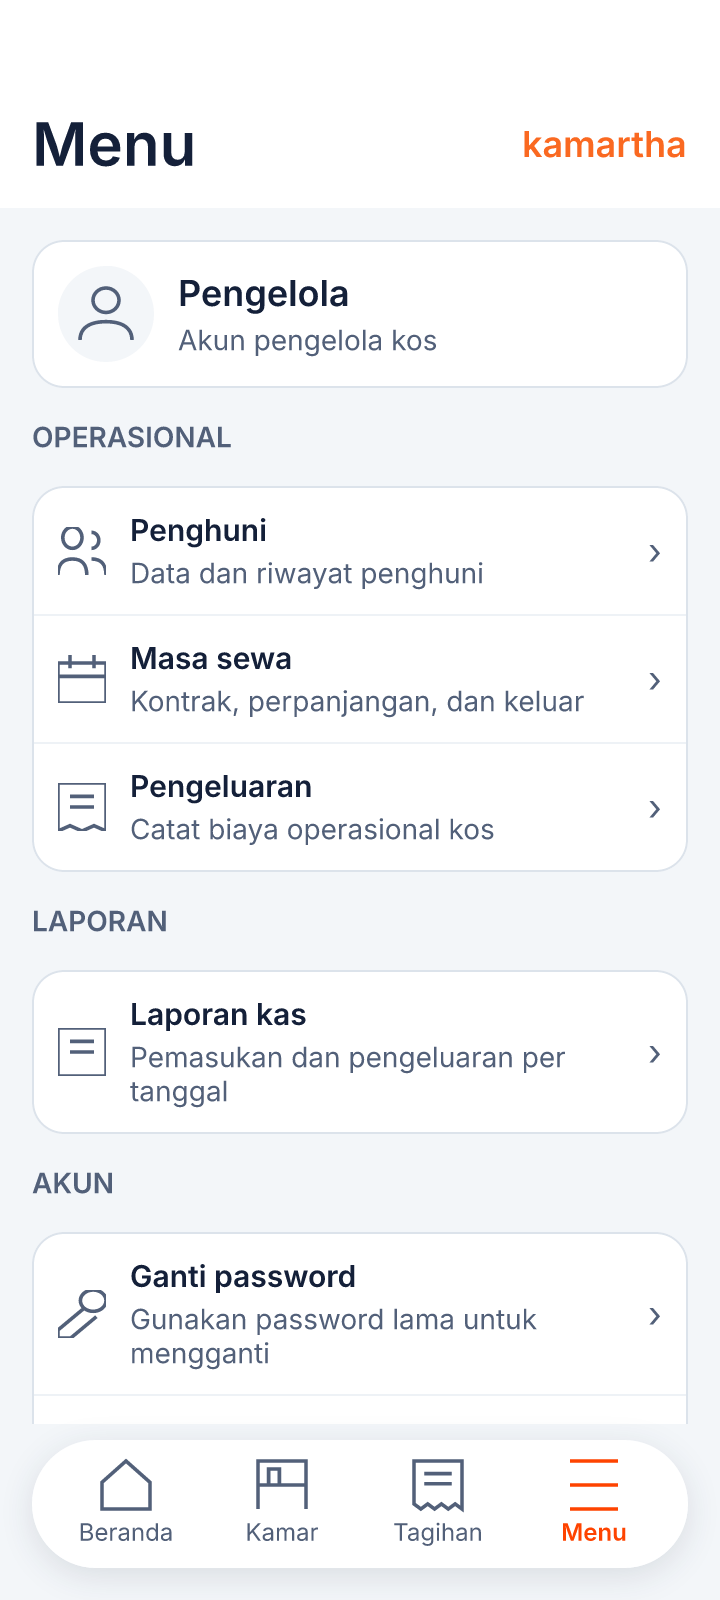 Menu
kamartha
Pengelola
Akun pengelola kos
OPERASIONAL
Penghuni
Data dan riwayat penghuni
Masa sewa
Kontrak, perpanjangan, dan keluar
Pengeluaran
Catat biaya operasional kos
LAPORAN
Laporan kas
Pemasukan dan pengeluaran per
tanggal
AKUN
Ganti password
Gunakan password lama untuk
mengganti
Beranda
Kamar
Tagihan
Menu